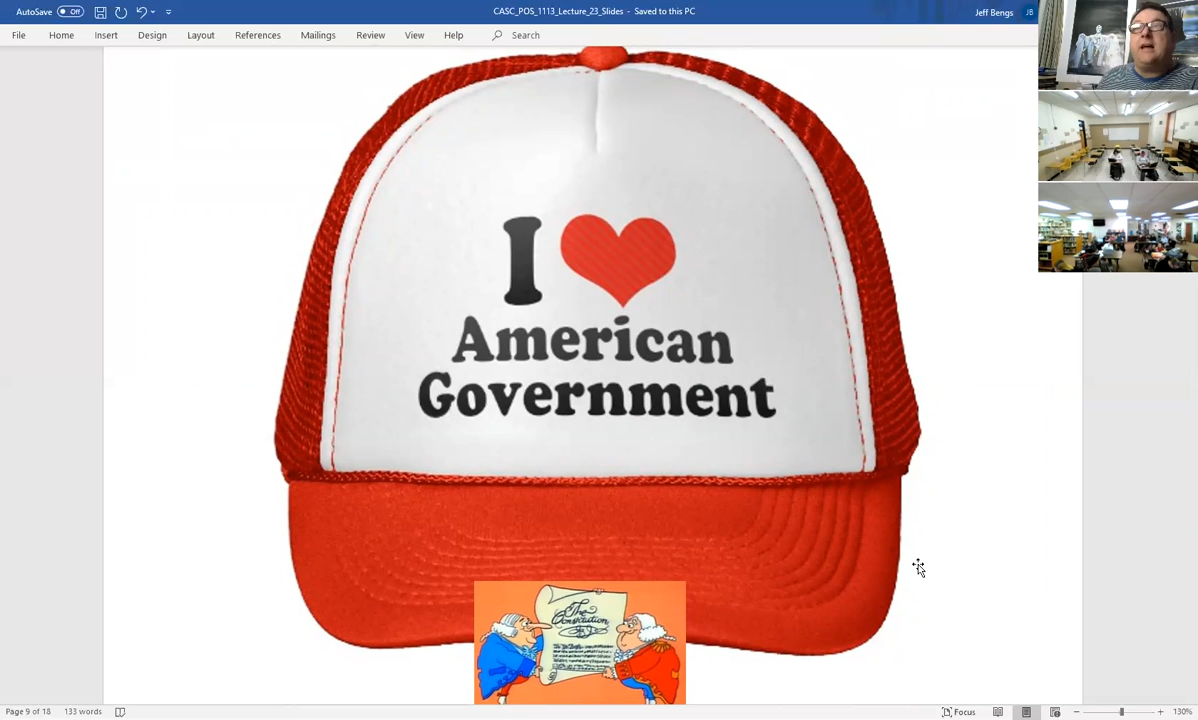 AutoSave Off
CASC_POS_1113_Lecture_23_Slides - Saved to this PC
Jeff Bengs JB
File Home Insert Design Layout References Mailings Review View Help Search
I
American
Government
The
Constitution
Page 9 of 18 133 words
Focus
130%